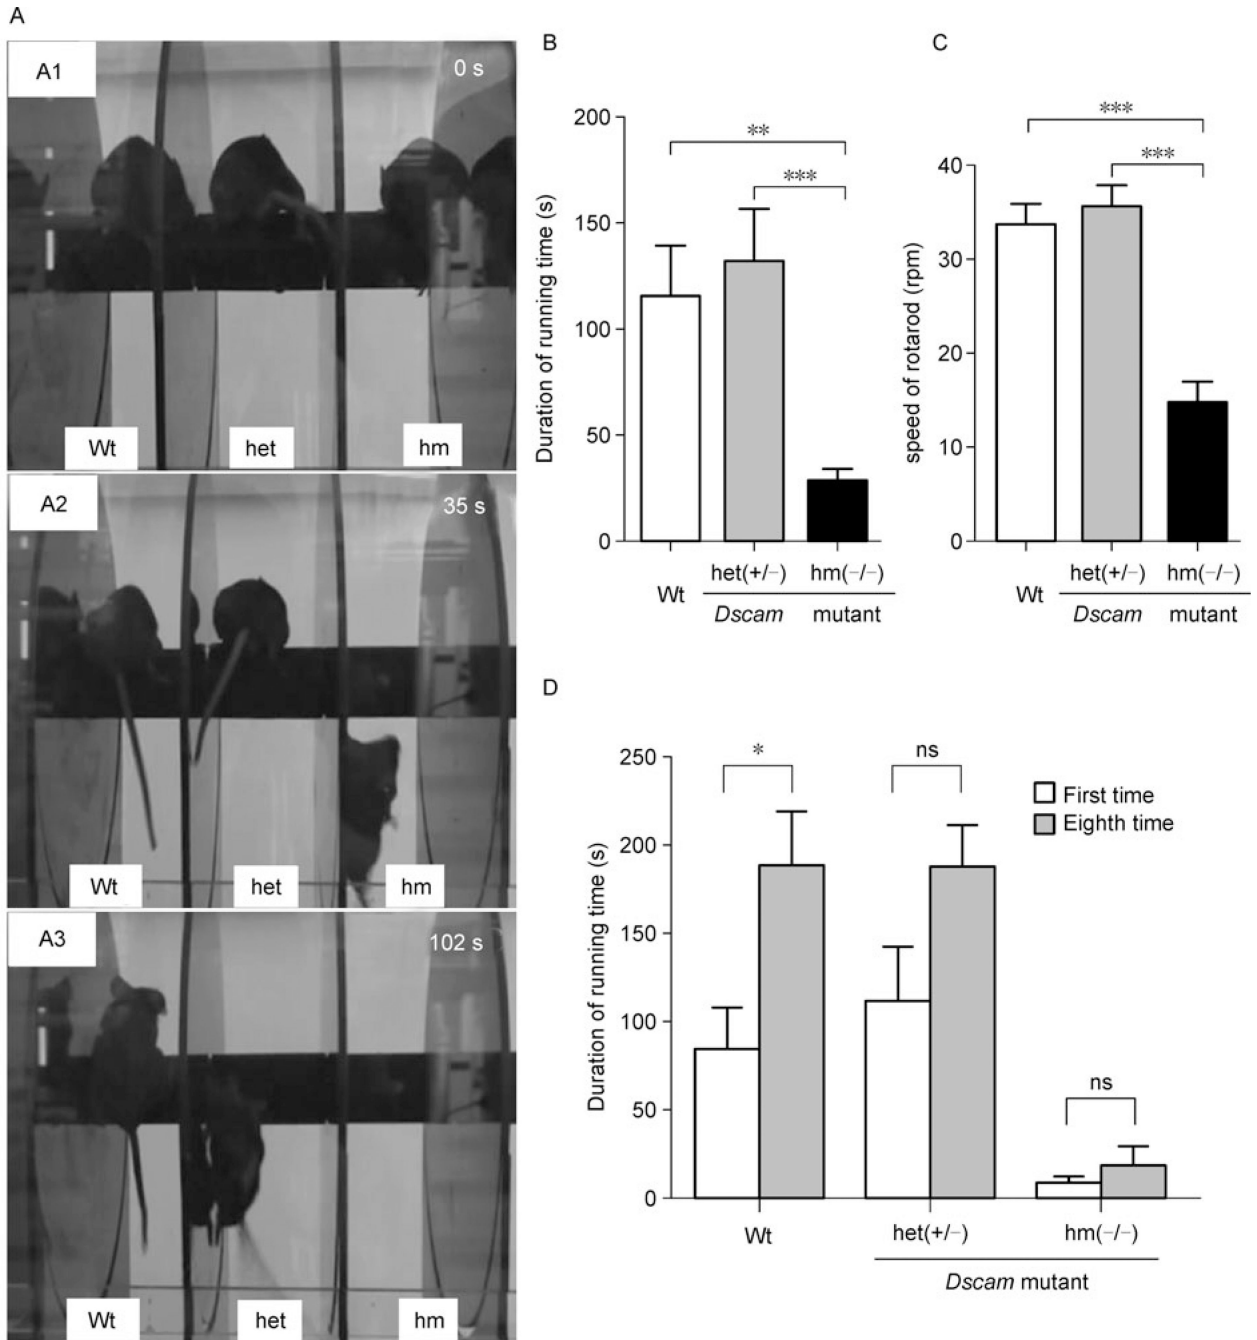 A
A1
0 s
Wt
het
hm
A2
35 s
Wt
het
hm
A3
102 s
Wt
het
hm
B
Duration of running time (s)
200
150
100
50
0
**
***
Wt
het(+/−)
hm(−/−)
Dscam mutant
C
speed of rotarod (rpm)
40
30
20
10
0
***
***
Wt
het(+/−)
hm(−/−)
Dscam mutant
D
Duration of running time (s)
250
200
150
100
50
0
*
ns
ns
First time
Eighth time
Wt
het(+/−)
hm(−/−)
Dscam mutant